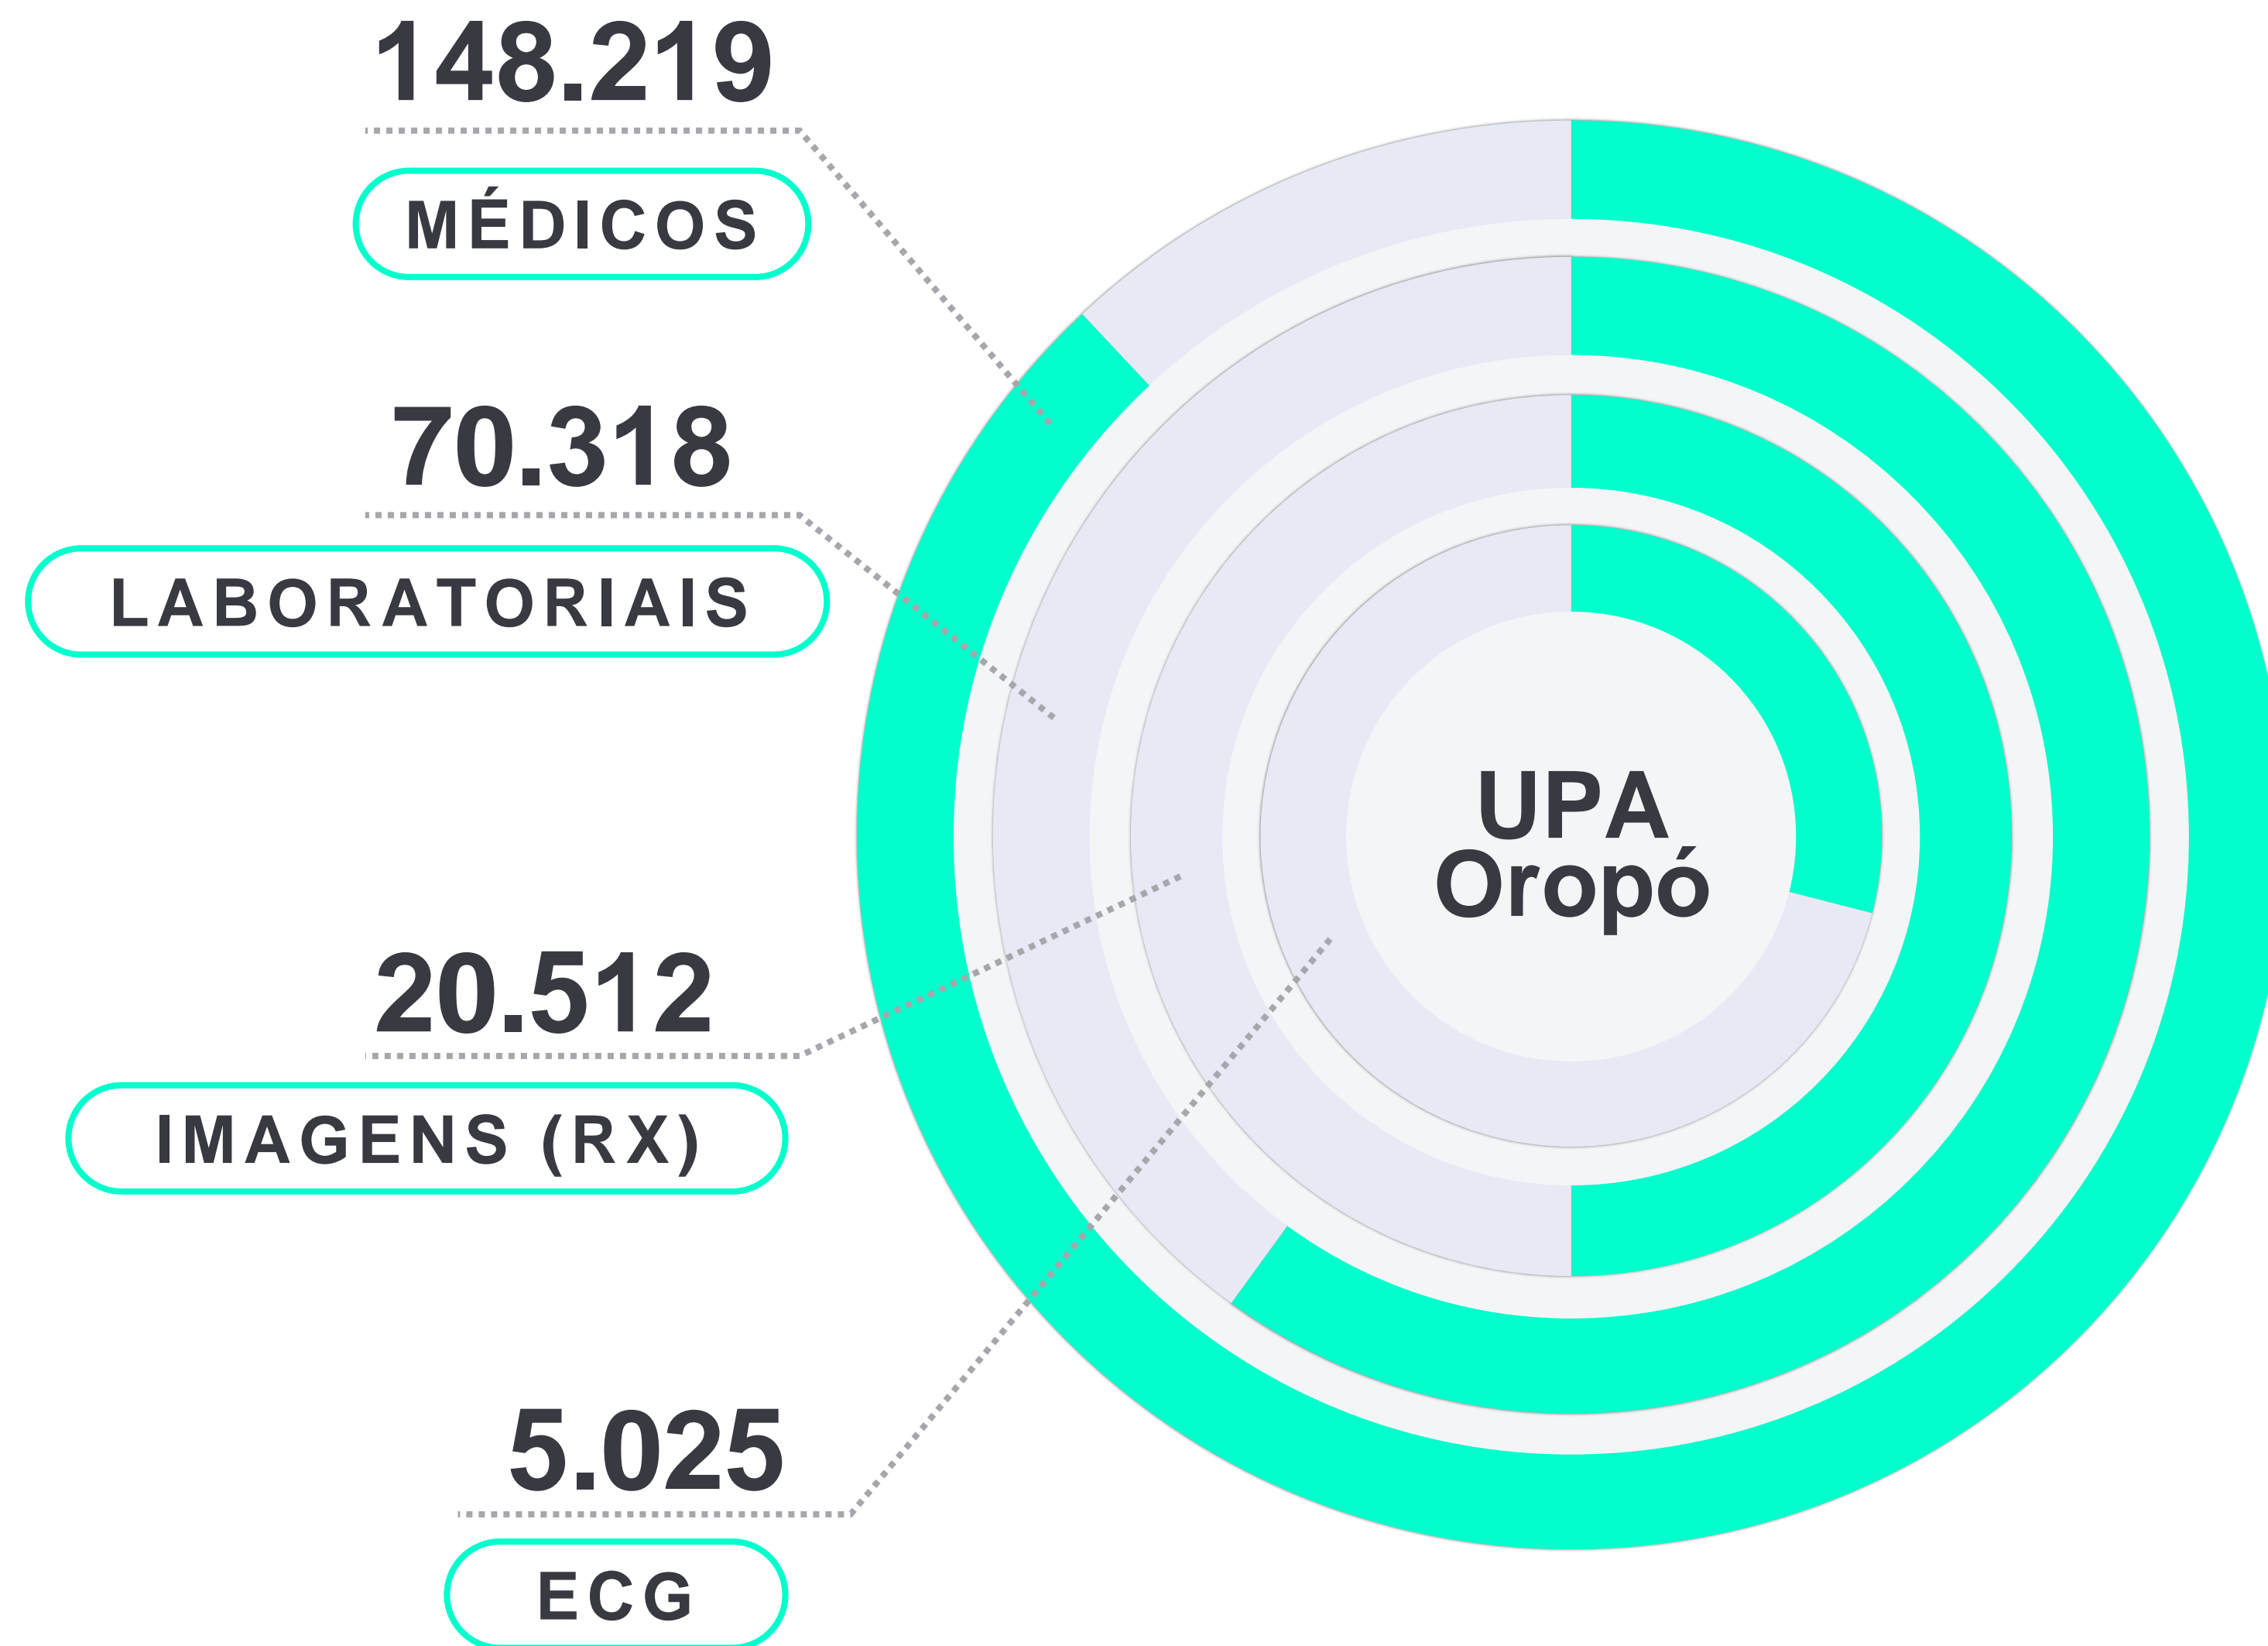 148.219
MÉDICOS
70.318
LABORATORIAIS
UPA
Oropó
20.512
IMAGENS (RX)
5.025
ECG